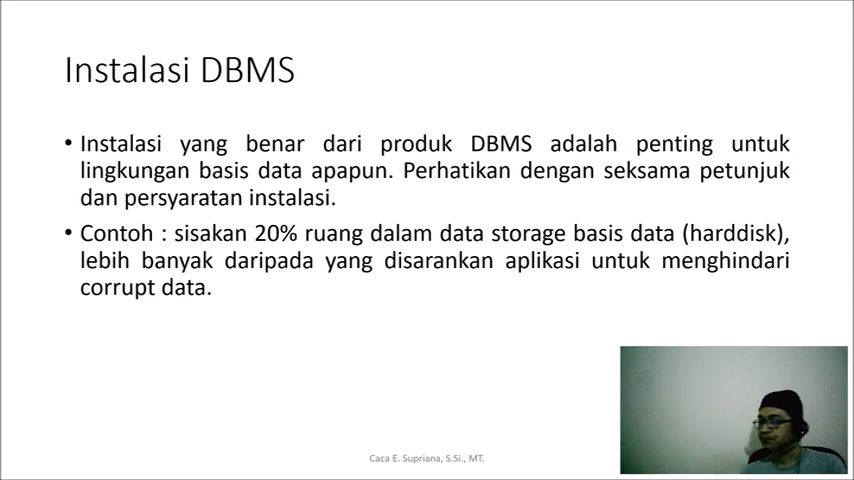 Instalasi DBMS
• Instalasi yang benar dari produk DBMS adalah penting untuk
lingkungan basis data apapun. Perhatikan dengan seksama petunjuk
dan persyaratan instalasi.
• Contoh : sisakan 20% ruang dalam data storage basis data (harddisk),
lebih banyak daripada yang disarankan aplikasi untuk menghindari
corrupt data.
Caca E. Supriana, S.Si., MT.